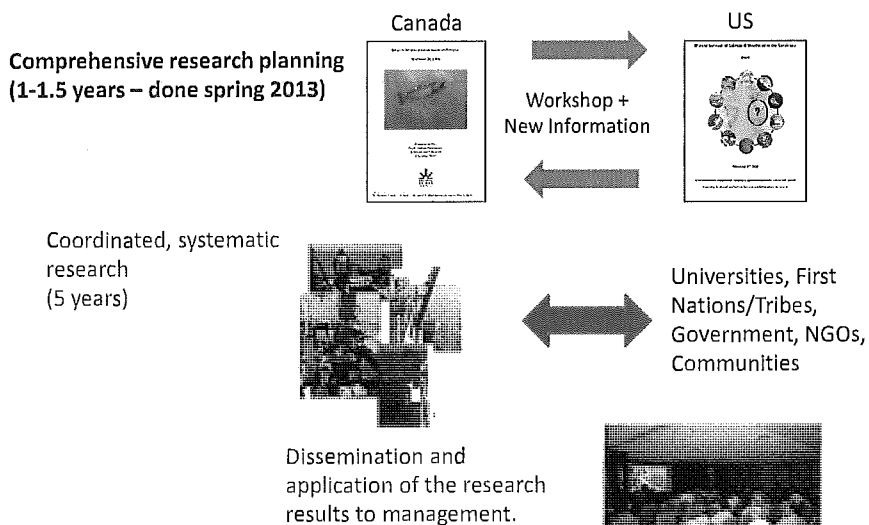 Canada
US
Comprehensive research planning
(1-1.5 years – done spring 2013)
Workshop +
New Information
Coordinated, systematic
research
(5 years)
Universities, First
Nations/Tribes,
Government, NGOs,
Communities
Dissemination and
application of the research
results to management.